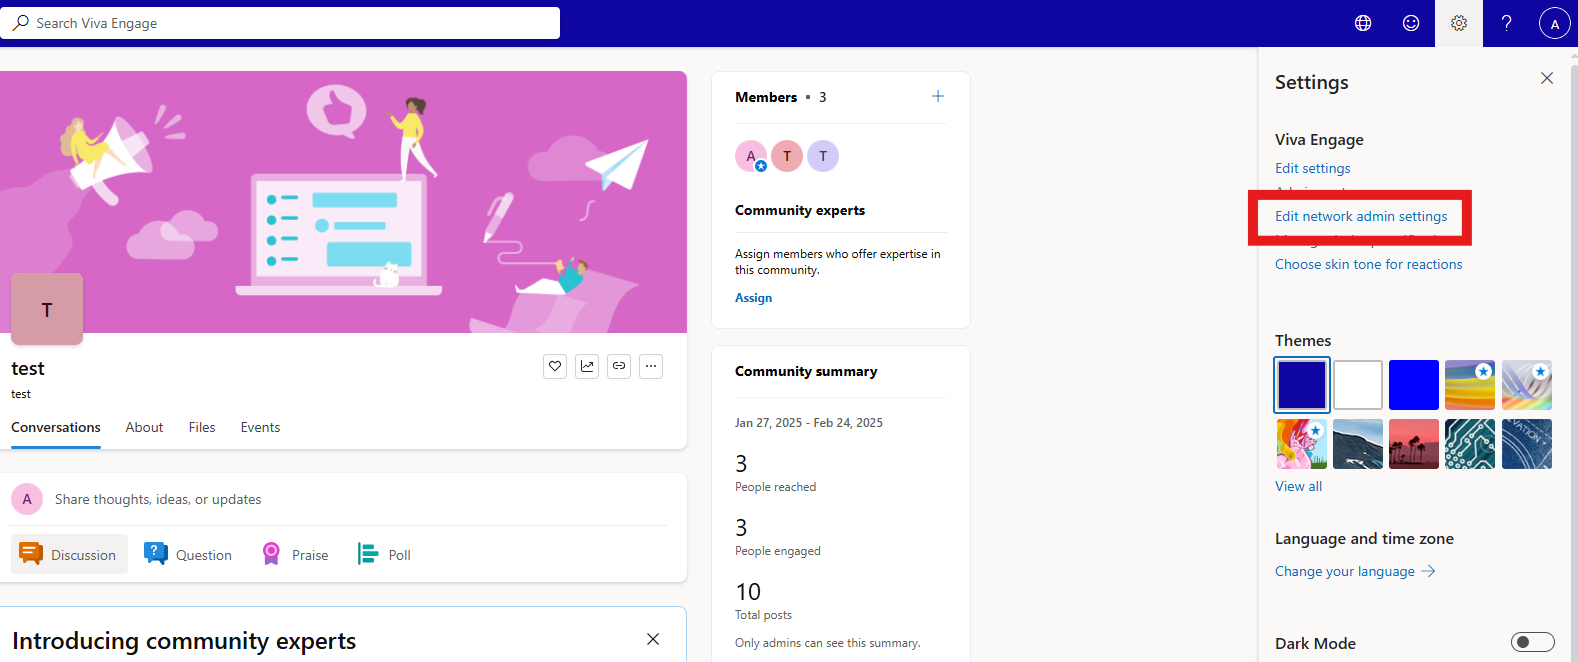 Search Viva Engage
A
T
test
test
Conversations
About
Files
Events
A
Share thoughts, ideas, or updates
Discussion
Question
Praise
Poll
Introducing community experts
Members • 3
A
T
T
Community experts
Assign members who offer expertise in
this community.
Assign
Community summary
Jan 27, 2025 - Feb 24, 2025
3
People reached
3
People engaged
10
Total posts
Only admins can see this summary.
Settings
Viva Engage
Edit settings
Edit network admin settings
Choose skin tone for reactions
Themes
View all
Language and time zone
Change your language
Dark Mode